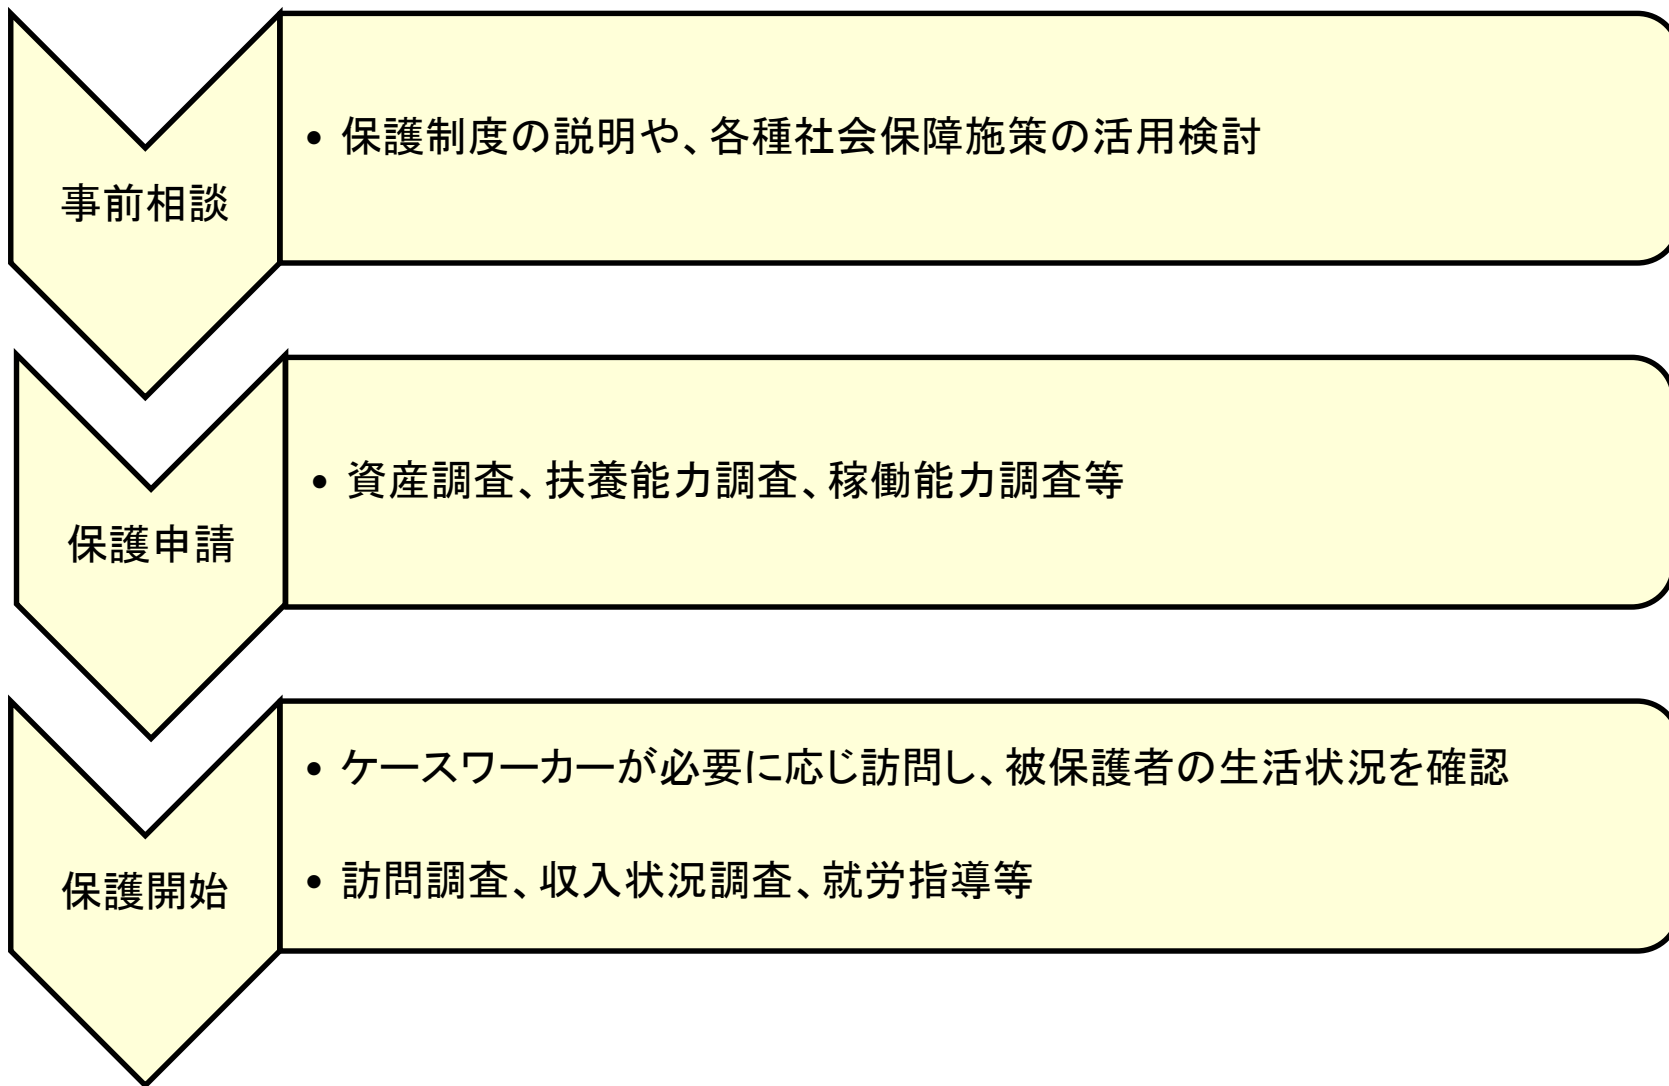 事前相談
• 保護制度の説明や、各種社会保障施策の活用検討
保護申請
• 資産調査、扶養能力調査、稼働能力調査等
保護開始
• ケースワーカーが必要に応じ訪問し、被保護者の生活状況を確認
• 訪問調査、収入状況調査、就労指導等